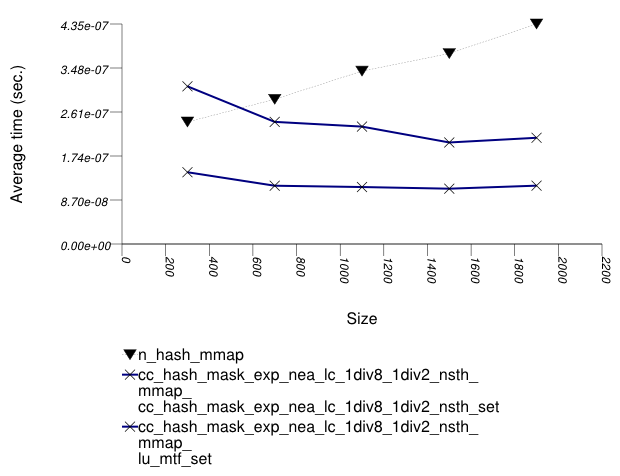 4.35e-07
3.48e-07
2.61e-07
1.74e-07
8.70e-08
0.00e+00
Average time (sec.)
0
200
400
600
800
1000
1200
1400
1600
1800
2000
2200
Size
n_hash_mmap
cc_hash_mask_exp_nea_lc_1div8_1div2_nsth_
mmap_
cc_hash_mask_exp_nea_lc_1div8_1div2_nsth_set
cc_hash_mask_exp_nea_lc_1div8_1div2_nsth_
mmap_
lu_mtf_set